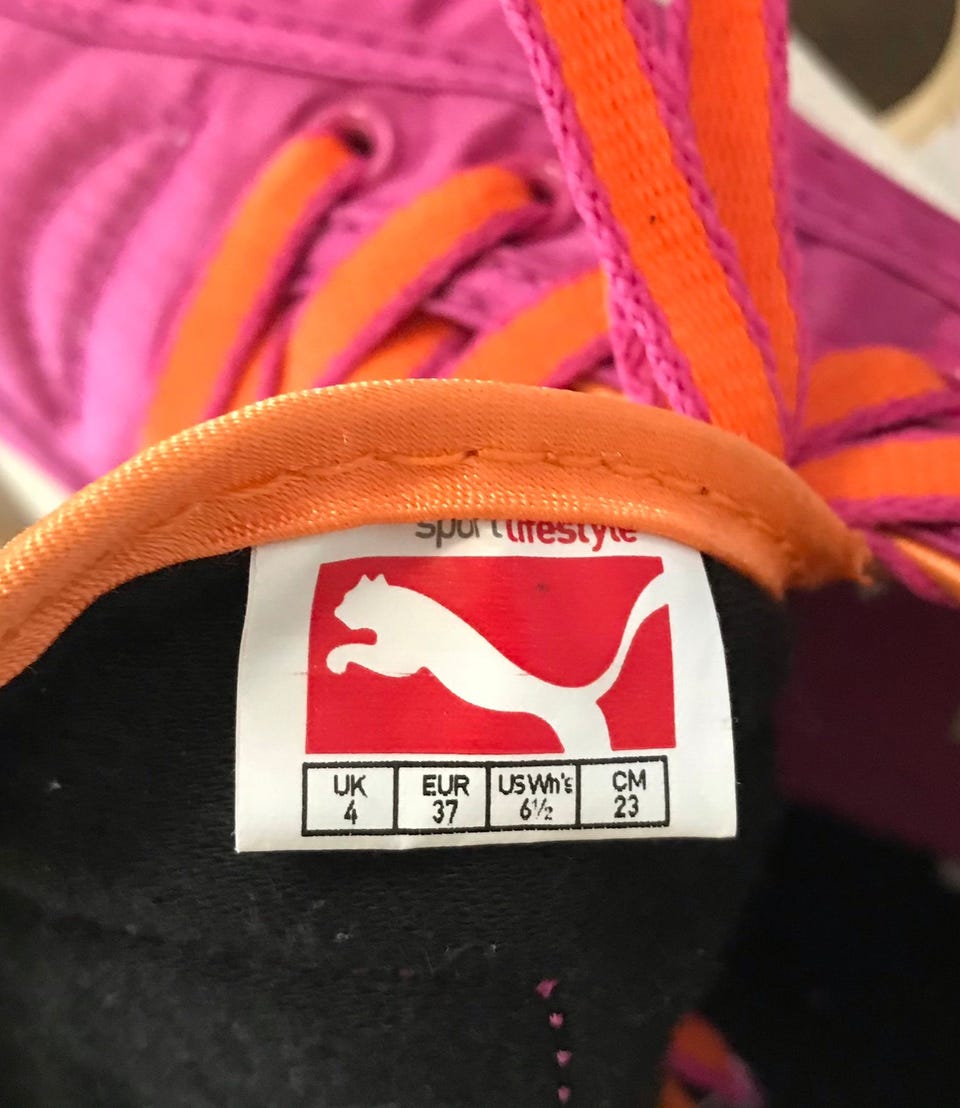 sport lifestyle
UK EUR US Wn's CM
4 37 6½ 23